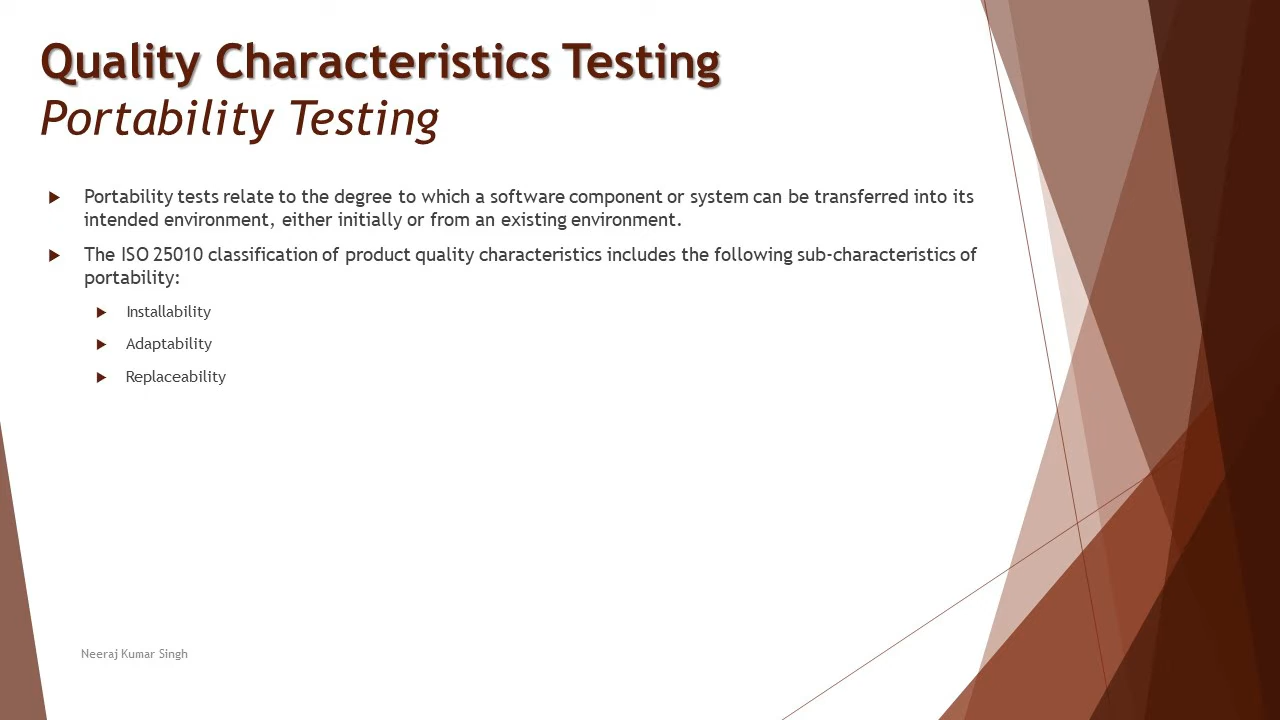 Quality Characteristics Testing
Portability Testing
Portability tests relate to the degree to which a software component or system can be transferred into its
intended environment, either initially or from an existing environment.
The ISO 25010 classification of product quality characteristics includes the following sub-characteristics of
portability:
Installability
Adaptability
Replaceability
Neeraj Kumar Singh